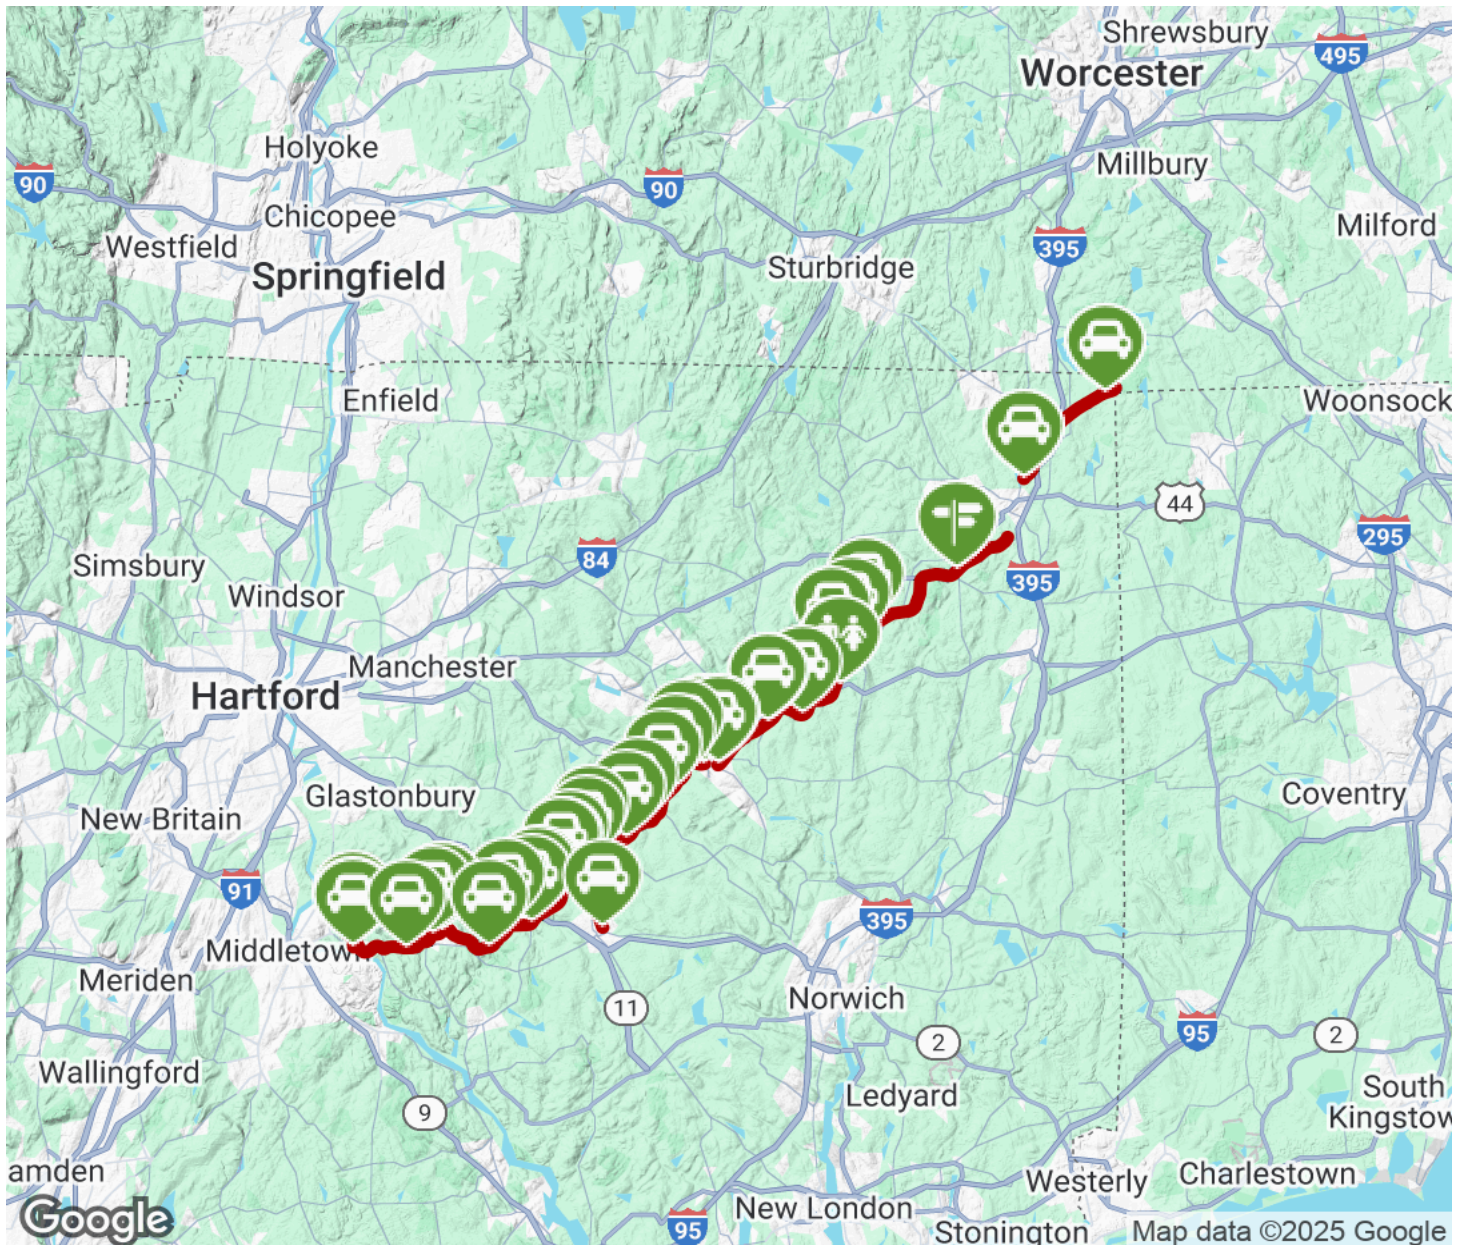 Shrewsbury
495
Worcester
Holyoke
Millbury
90
90
Chicopee
Milford
Westfield
395
Springfield
Sturbridge
Enfield
Woonsock
44
295
84
Simsbury
395
Windsor
Manchester
Hartford
Glastonbury
Coventry
New Britain
91
395
Middletown
Meriden
Norwich
11
95
2
2
Wallingford
South
Kingstow
Ledyard
9
amden
Westerly
Charlestown
New London
Google
95
Stonington
Map data ©2025 Google